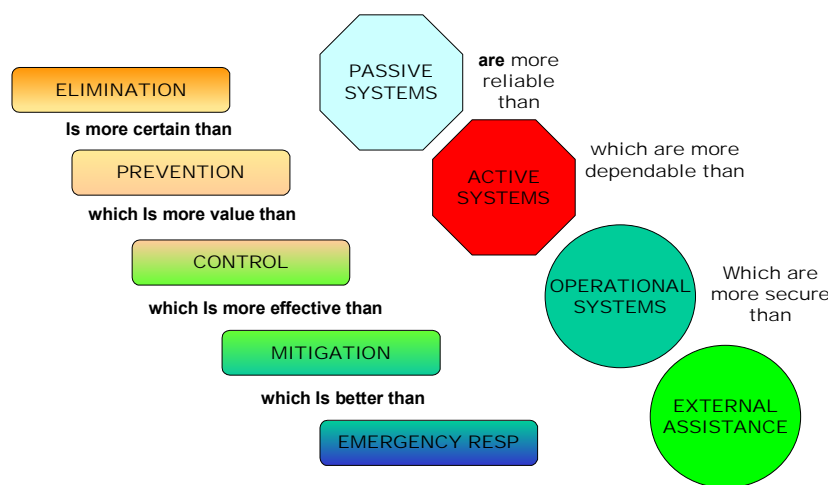 ELIMINATION
Is more certain than
PREVENTION
which Is more value than
CONTROL
which Is more effective than
MITIGATION
which Is better than
EMERGENCY RESP
PASSIVE
SYSTEMS
are more
reliable
than
ACTIVE
SYSTEMS
which are more
dependable than
OPERATIONAL
SYSTEMS
Which are
more secure
than
EXTERNAL
ASSISTANCE